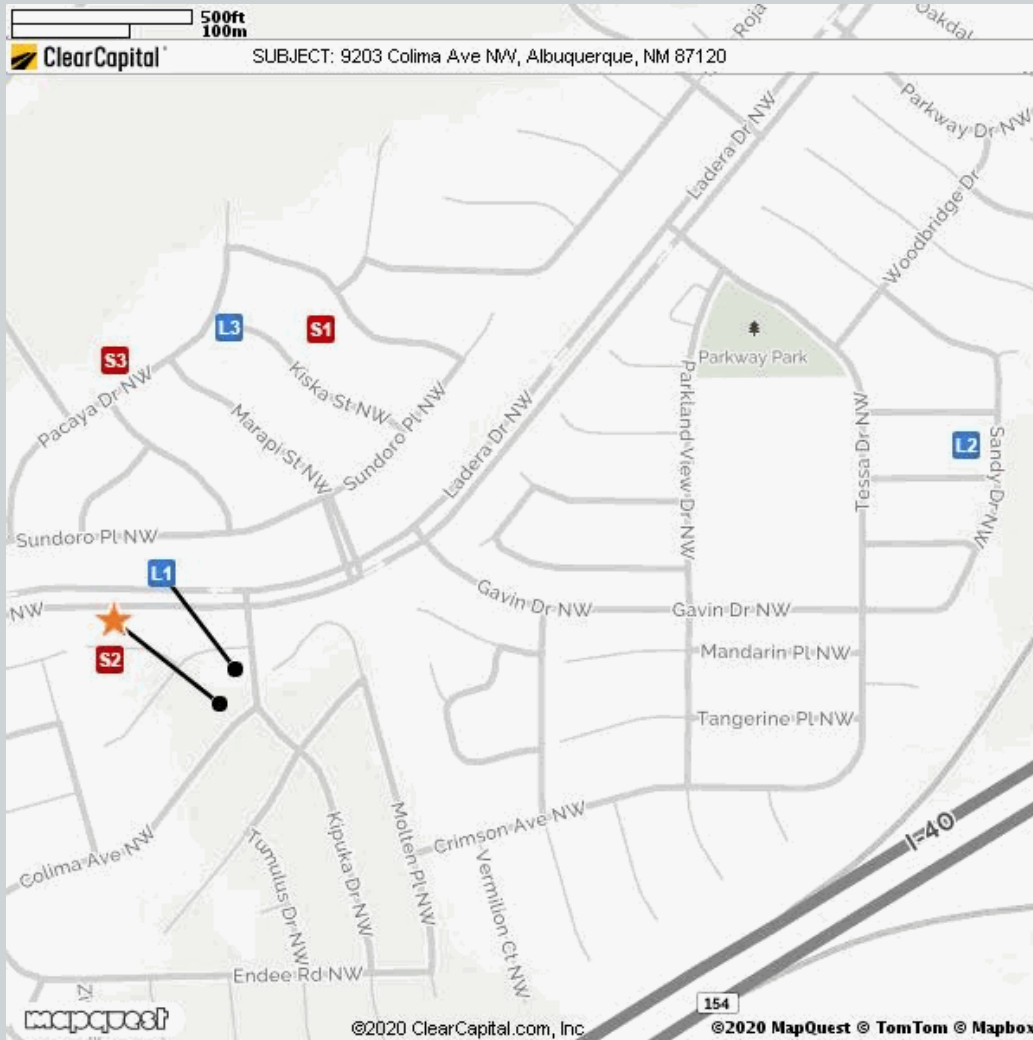 500ft
100m
ClearCapital
SUBJECT: 9203 Colima Ave NW, Albuquerque, NM 87120
Roja
Oakdal
Parkway Dr NW
Ladera Dr NW
Woodbridge Dr
L3
S1
S3
Parkway Park
Kiska St NW
Pacaya Dr NW
Marapi St NW
Sundoro Pl NW
Ladera Dr NW
Parkland View Dr NW
Tessa Dr NW
L2
Sandy Dr NW
Sundoro Pl NW
L1
NW
Gavin Dr NW
Gavin Dr NW
S2
Mandarin Pl NW
Tangerine Pl NW
Colima Ave NW
Tumulus Dr NW
Kipuka Dr NW
Molten Pl NW
Crimson Ave NW
Vermilion Ct NW
I-40
Endee Rd NW
Zi
154
mapquest
©2020 ClearCapital.com, Inc
©2020 MapQuest © TomTom © Mapbox